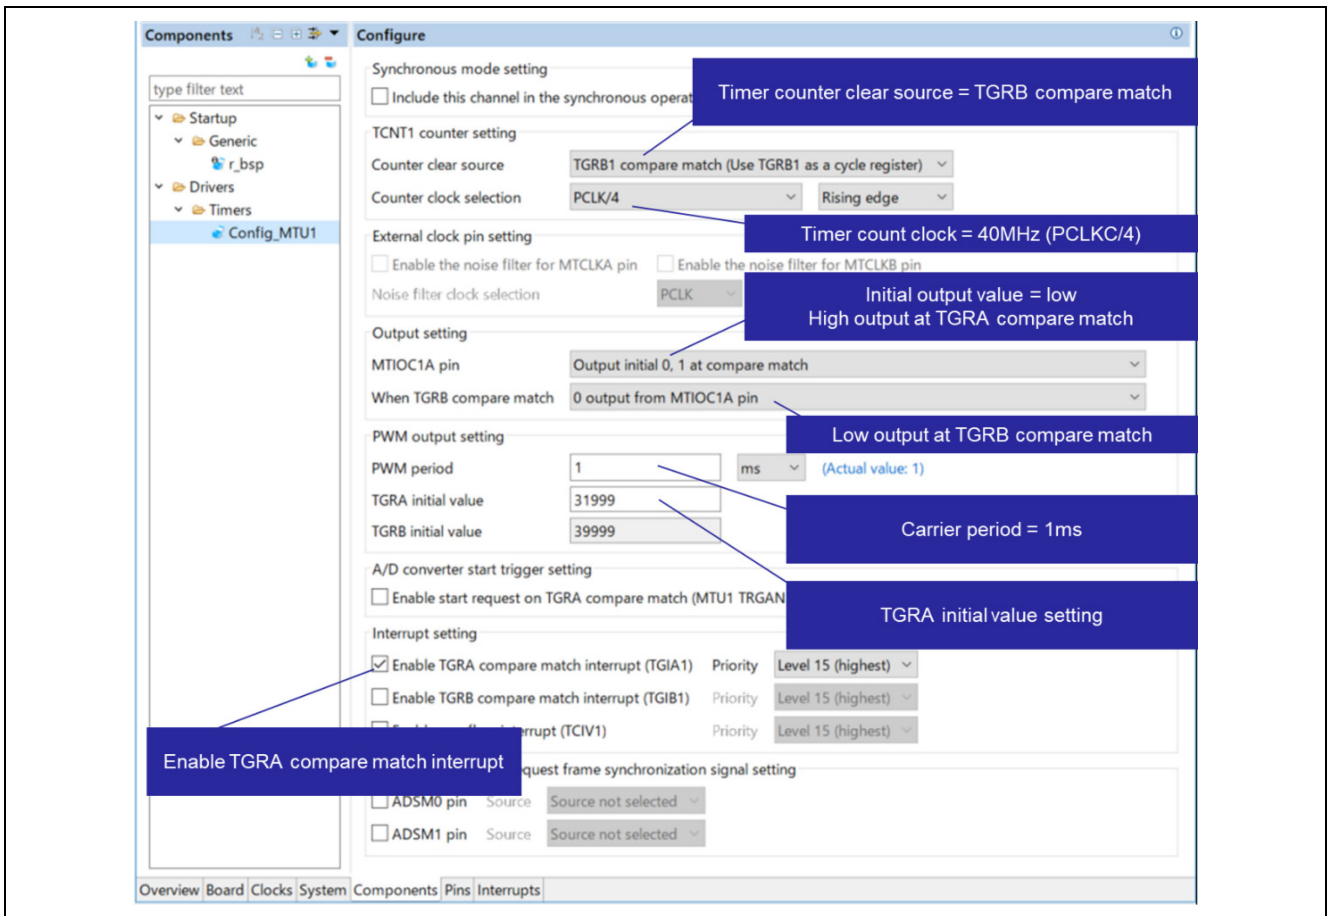 Components
Configure
type filter text
Startup
Generic
r_bsp
Drivers
Timers
Config_MTU1
Synchronous mode setting
Include this channel in the synchronous operat
Timer counter clear source = TGRB compare match
TCNT1 counter setting
Counter clear source TGRB1 compare match (Use TGRB1 as a cycle register)
Counter clock selection PCLK/4 Rising edge
Timer count clock = 40MHz (PCLKC/4)
External clock pin setting
Enable the noise filter for MTCLKA pin Enable the noise filter for MTCLKB pin
Noise filter clock selection PCLK
Initial output value = low
High output at TGRA compare match
Output setting
MTIOC1A pin Output initial 0, 1 at compare match
When TGRB compare match 0 output from MTIOC1A pin
Low output at TGRB compare match
PWM output setting
PWM period 1 ms (Actual value: 1)
TGRA initial value 31999
TGRB initial value 39999
Carrier period = 1ms
A/D converter start trigger setting
Enable start request on TGRA compare match (MTU1 TRGAN
TGRA initial value setting
Interrupt setting
Enable TGRA compare match interrupt (TGIA1) Priority Level 15 (highest)
Enable TGRB compare match interrupt (TGIB1) Priority Level 15 (highest)
(TCIV1) Priority Level 15 (highest)
Enable TGRA compare match interrupt
frame synchronization signal setting
ADSM0 pin Source Source not selected
ADSM1 pin Source Source not selected
Overview Board Clocks System Components Pins Interrupts